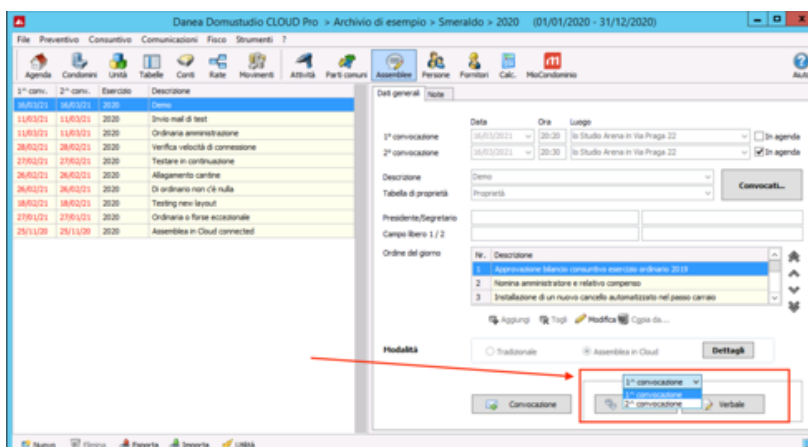 Danea Domustudio CLOUD Pro > Archivio di esempio > Smeraldo > 2020 (01/01/2020 - 31/12/2020)
File Preventivo Consuntivo Comunicazioni Fisco Strumenti ?
Agenda Condomini Unità Tabelle Conti Rate Movimenti Attività Parti comuni Assemblee Persone Fornitori Calc. MioCondominio
1^ conv. 2^ conv. Esercizio Descrizione
16/03/21 16/03/21 2020 Demo
11/03/21 11/03/21 2020 Invio mail di test
11/03/21 11/03/21 2020 Ordinaria amministrazione
28/02/21 28/02/21 2020 Verifica velocità di connessione
27/02/21 27/02/21 2020 Testare in continuazione
26/02/21 26/02/21 2020 Allagamento cantine
26/02/21 26/02/21 2020 Di ordinario non c'è nulla
18/02/21 18/02/21 2020 Testing new layout
27/01/21 27/01/21 2020 Ordinaria o forse eccezionale
25/11/20 25/11/20 2020 Assemblea in Cloud connected
Dati generali Note
Data Ora Luogo
1ª convocazione 16/03/2021 20:20 lo Studio Arena in Via Praga 22 In agenda
2ª convocazione 16/03/2021 20:30 lo Studio Arena in Via Praga 22 In agenda
Descrizione Demo
Convocati...
Tabella di proprietà Proprietà
Presidente/Segretario
Campo libero 1 / 2
Ordine del giorno Nr. Descrizione
1 Approvazione bilancio consuntivo esercizio ordinario 2019
2 Nomina amministratore e relativo compenso
3 Installazione di un nuovo cancello automatizzato nel passo carraio
Aggiungi Togli Modifica Copia da...
Modalità Tradizionale Assemblea in Cloud Dettagli
1^ convocazione
1^ convocazione
2^ convocazione
Convocazione Verbale
Nuovo Elimina Esporta Importa Utilità